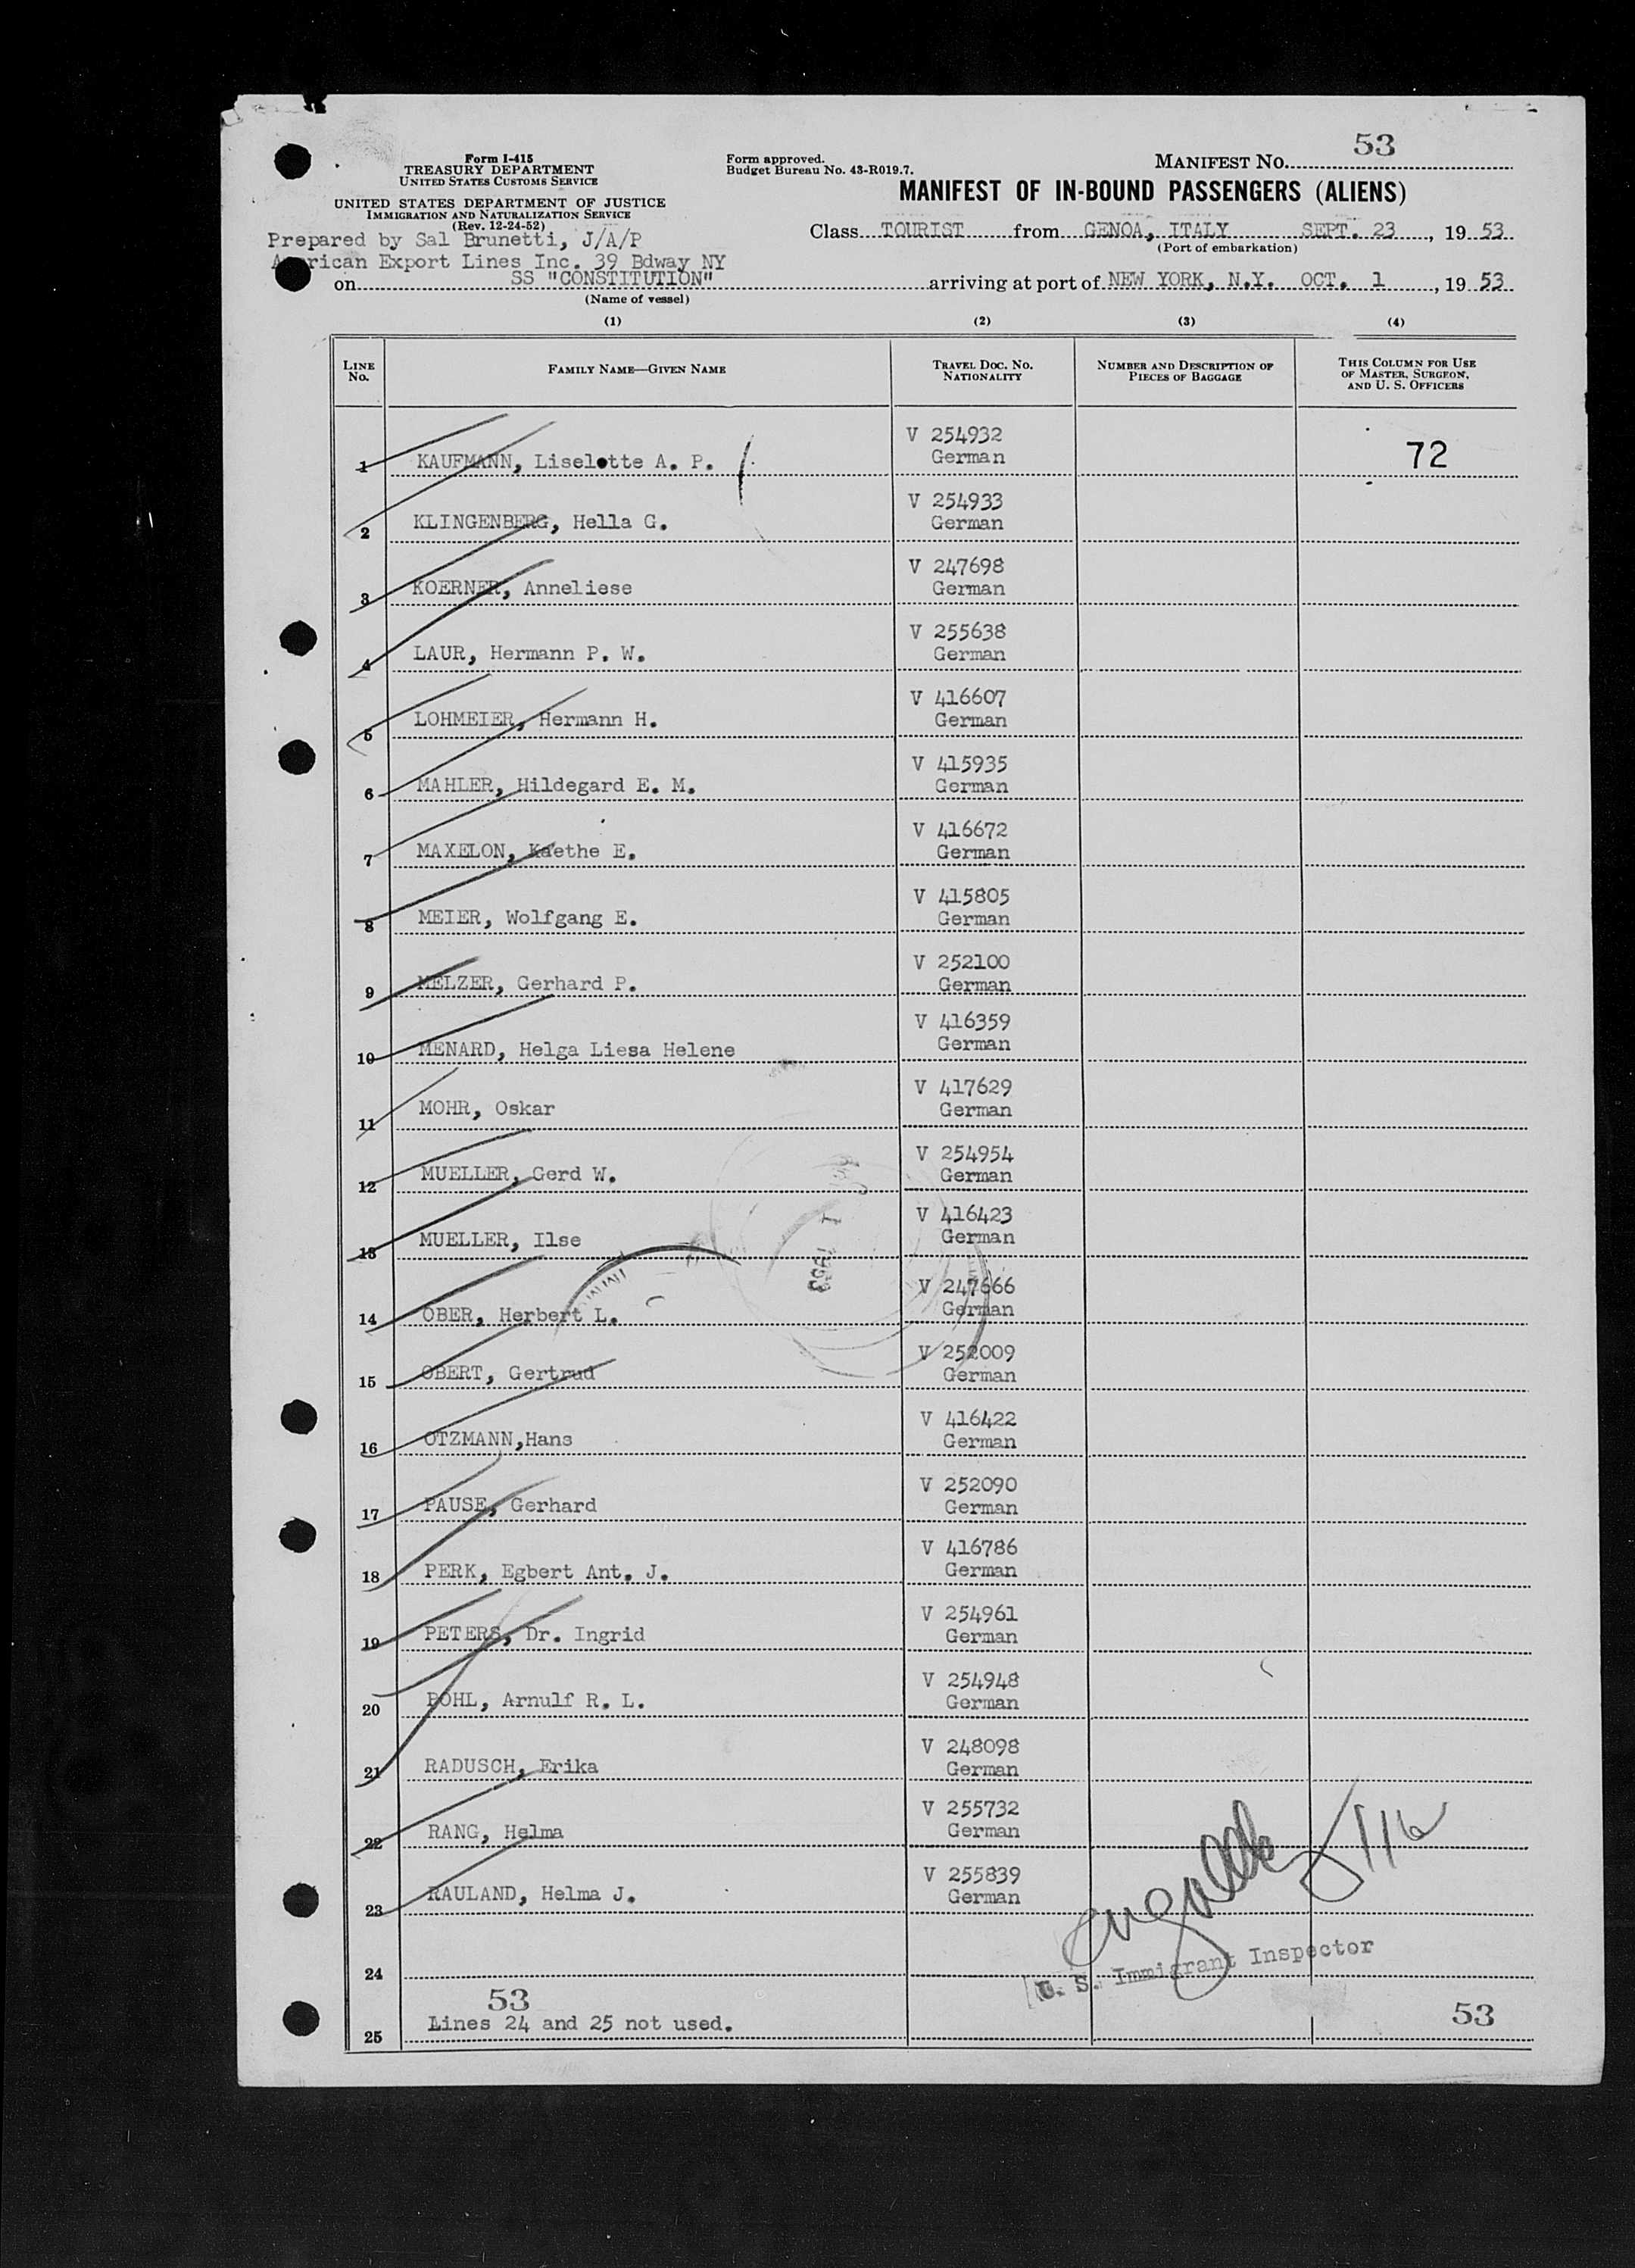 53
Form I-415
TREASURY DEPARTMENT
UNITED STATES CUSTOMS SERVICE
UNITED STATES DEPARTMENT OF JUSTICE
IMMIGRATION AND NATURALIZATION SERVICE
(Rev. 12-24-52)
Form approved.
Budget Bureau No. 43-R019.7.
MANIFEST NO.
MANIFEST OF IN-BOUND PASSENGERS (ALIENS)
Prepared by Sal Brunetti, J/A/P
American Export Lines Inc. 39 Bdway NY
Class TOURIST from GENOA, ITALY SEPT. 23, 1953
(Port of embarkation)
on SS "CONSTITUTION" arriving at port of NEW YORK, N.Y. OCT. 1, 1953
(Name of vessel)
(1) (2) (3) (4)
LINE NO. FAMILY NAME—GIVEN NAME TRAVEL DOC. NO. NATIONALITY NUMBER AND DESCRIPTION OF PIECES OF BAGGAGE THIS COLUMN FOR USE OF MASTER, SURGEON, AND U. S. OFFICERS
1 KAUFMANN, Liselotte A. P. V 254932 German 72
2 KLINGENBERG, Hella G. V 254933 German
3 KOERNER, Anneliese V 247698 German
4 LAUR, Hermann P. W. V 255638 German
5 LOHMEIER, Hermann H. V 416607 German
6 MAHLER, Hildegard E. M. V 415935 German
7 MAXELON, Kaethe E. V 416672 German
8 MEIER, Wolfgang E. V 415805 German
9 MELZER, Gerhard P. V 252100 German
10 MENARD, Helga Liesa Helene V 416359 German
11 MOHR, Oskar V 417629 German
12 MUELLER, Gerd W. V 254954 German
13 MUELLER, Ilse V 416423 German
14 OBER, Herbert L. V 247666 German
15 OBERT, Gertrud V 252009 German
16 OTZMANN,Hans V 416422 German
17 PAUSE, Gerhard V 252090 German
18 PERK, Egbert Ant. J. V 416786 German
19 PETERS, Dr. Ingrid V 254961 German
20 POHL, Arnulf R. L. V 254948 German
21 RADUSCH, Erika V 248098 German
22 RANG, Helma V 255732 German
23 RAULAND, Helma J. V 255839 German
24
U. S. Immigrant Inspector
53 53
25 Lines 24 and 25 not used.